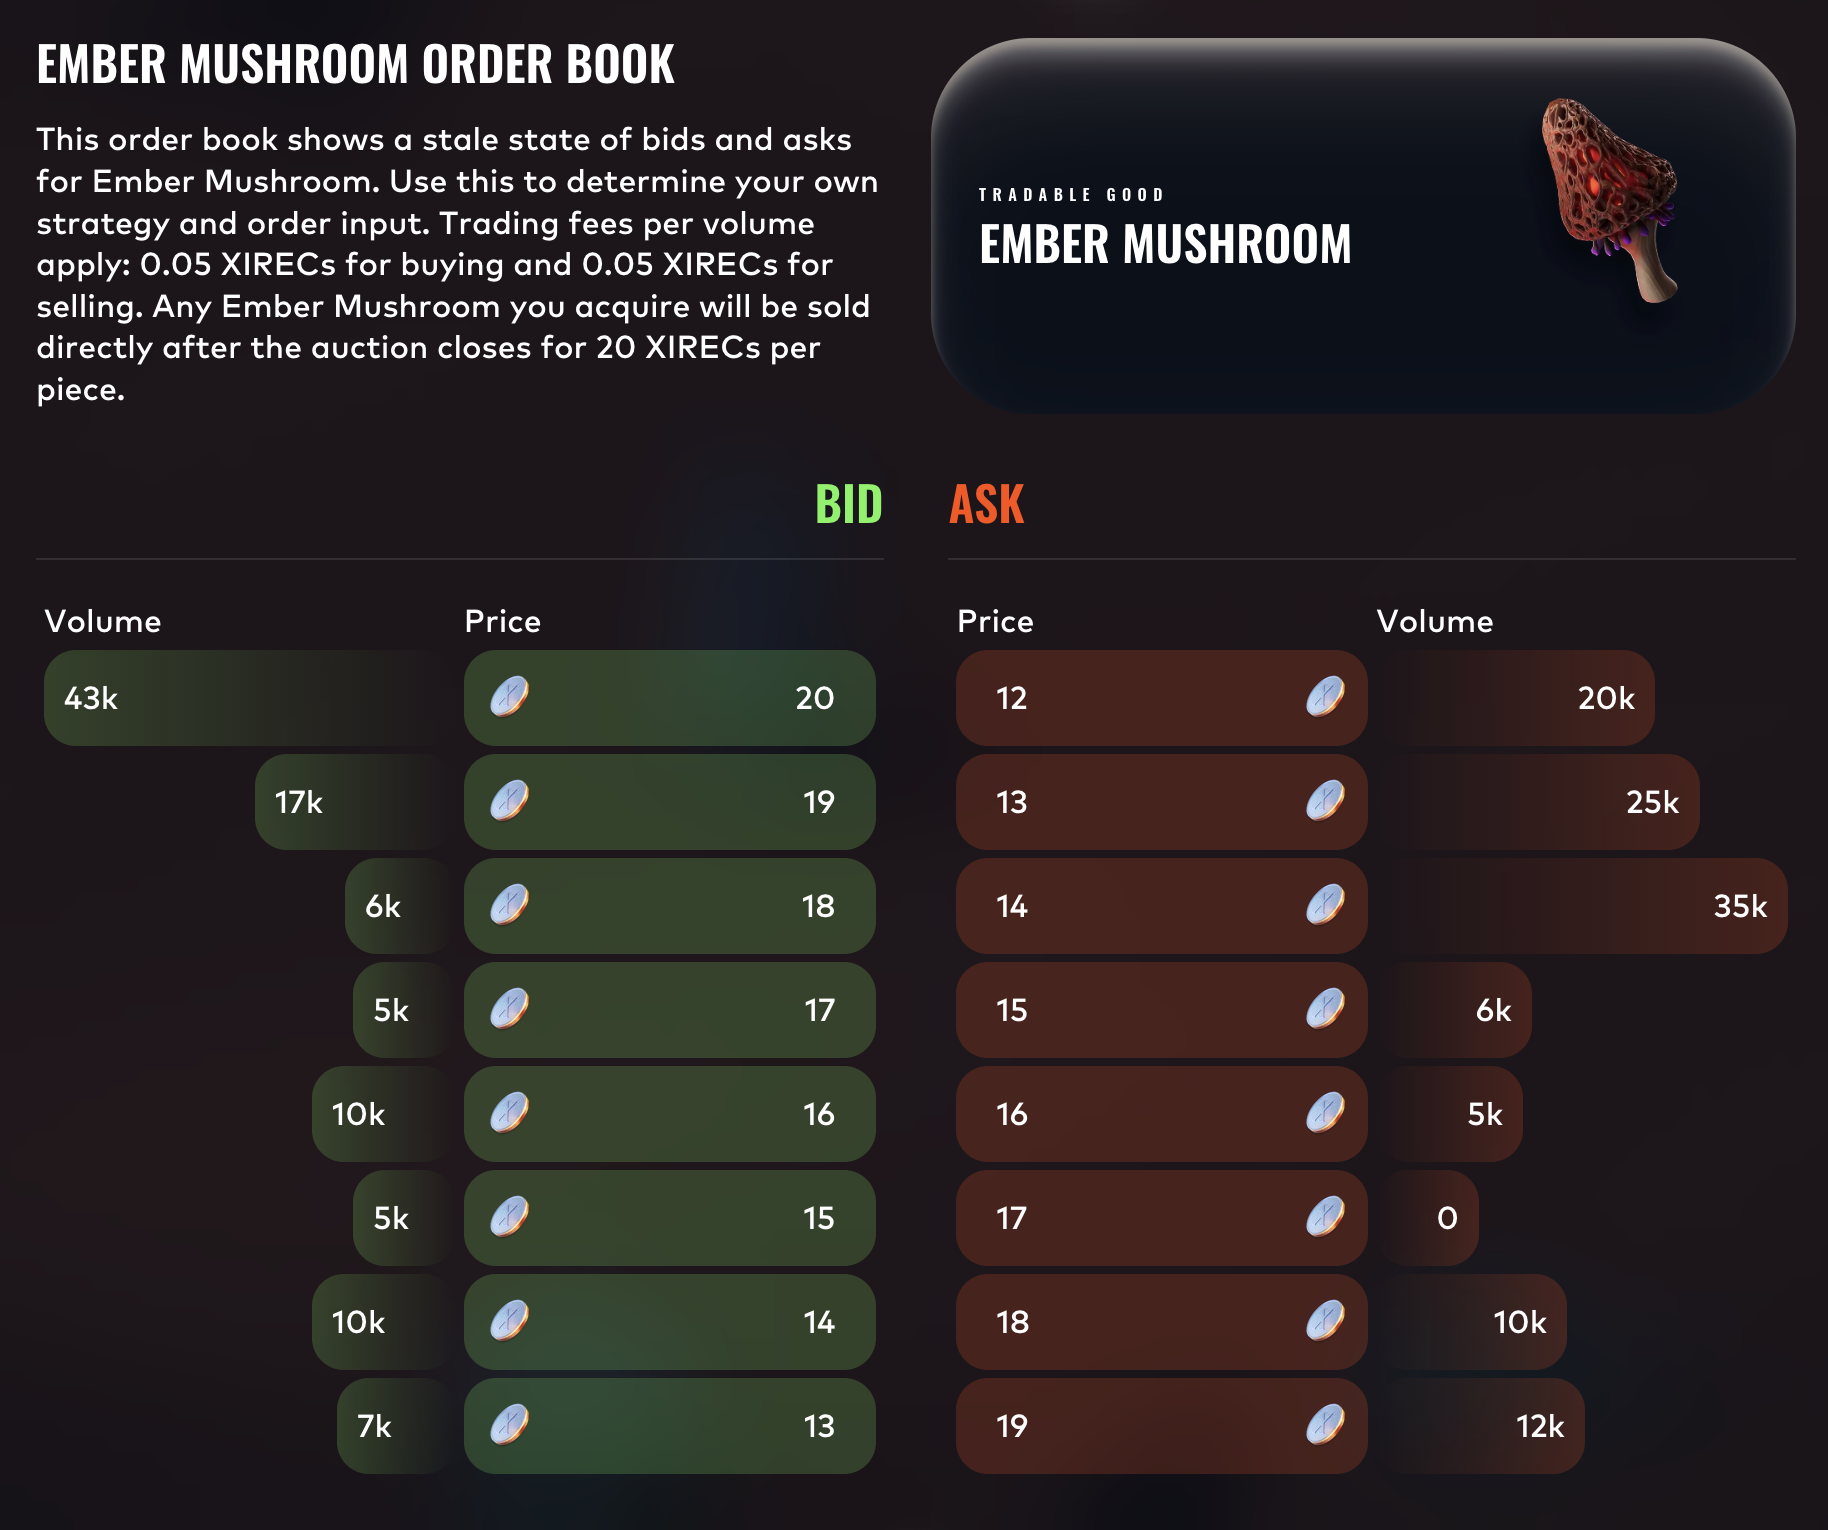 EMBER MUSHROOM ORDER BOOK
This order book shows a stale state of bids and asks
for Ember Mushroom. Use this to determine your own
strategy and order input. Trading fees per volume
apply: 0.05 XIRECs for buying and 0.05 XIRECs for
selling. Any Ember Mushroom you acquire will be sold
directly after the auction closes for 20 XIRECs per
piece.
TRADABLE GOOD
EMBER MUSHROOM
BID ASK
Volume Price Price Volume
43k 20 12 20k
17k 19 13 25k
6k 18 14 35k
5k 17 15 6k
10k 16 16 5k
5k 15 17 0
10k 14 18 10k
7k 13 19 12k